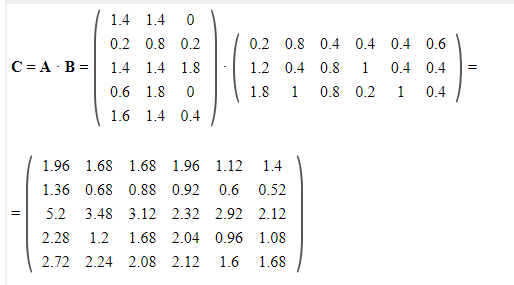 1.4 1.4 0
0.2 0.8 0.2 0.2 0.8 0.4 0.4 0.4 0.6
C = A · B = 1.4 1.4 1.8 · 1.2 0.4 0.8 1 0.4 0.4 =
0.6 1.8 0 1.8 1 0.8 0.2 1 0.4
1.6 1.4 0.4
1.96 1.68 1.68 1.96 1.12 1.4
1.36 0.68 0.88 0.92 0.6 0.52
= 5.2 3.48 3.12 2.32 2.92 2.12
2.28 1.2 1.68 2.04 0.96 1.08
2.72 2.24 2.08 2.12 1.6 1.68